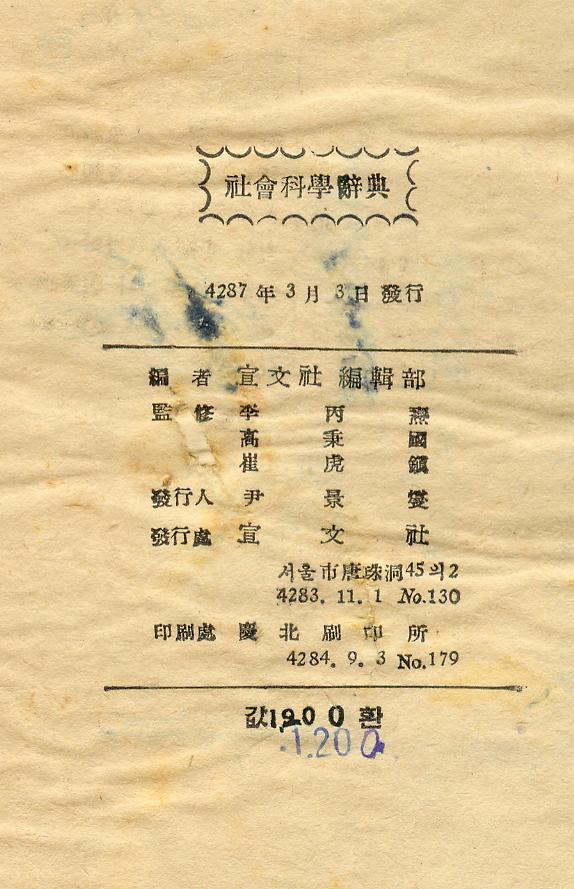 社會科學辭典
4287年 3月 3日 發行
編者 宣文社 編輯部
監修 李丙燾
高秉國
崔虎鎭
發行人 尹景燮
發行處 宣文社
서울市唐珠洞45의2
4283. 11. 1 No.130
印刷處 慶北刷印所
4284. 9. 3 No.179
값1,200환
1.200